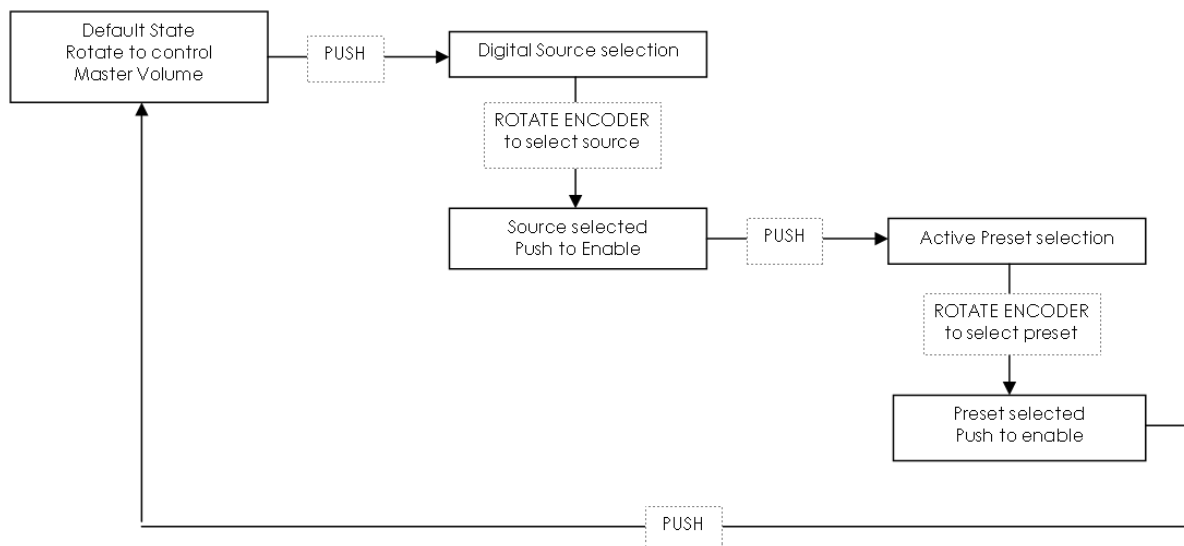 Default State
Rotate to control
Master Volume
PUSH
Digital Source selection
ROTATE ENCODER
to select source
Source selected
Push to Enable
PUSH
Active Preset selection
ROTATE ENCODER
to select preset
Preset selected
Push to enable
PUSH